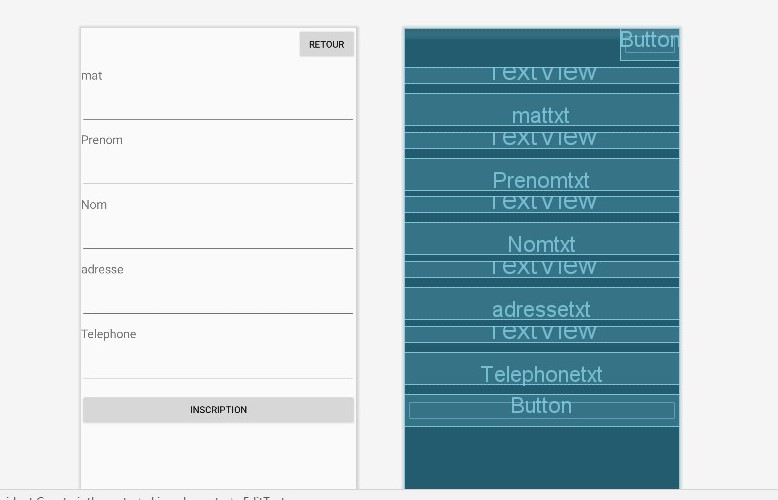 RETOUR
mat
Prenom
Nom
adresse
Telephone
INSCRIPTION
Button
TextView
mattxt
TextView
Prenomtxt
TextView
Nomtxt
TextView
adressetxt
TextView
Telephonetxt
Button